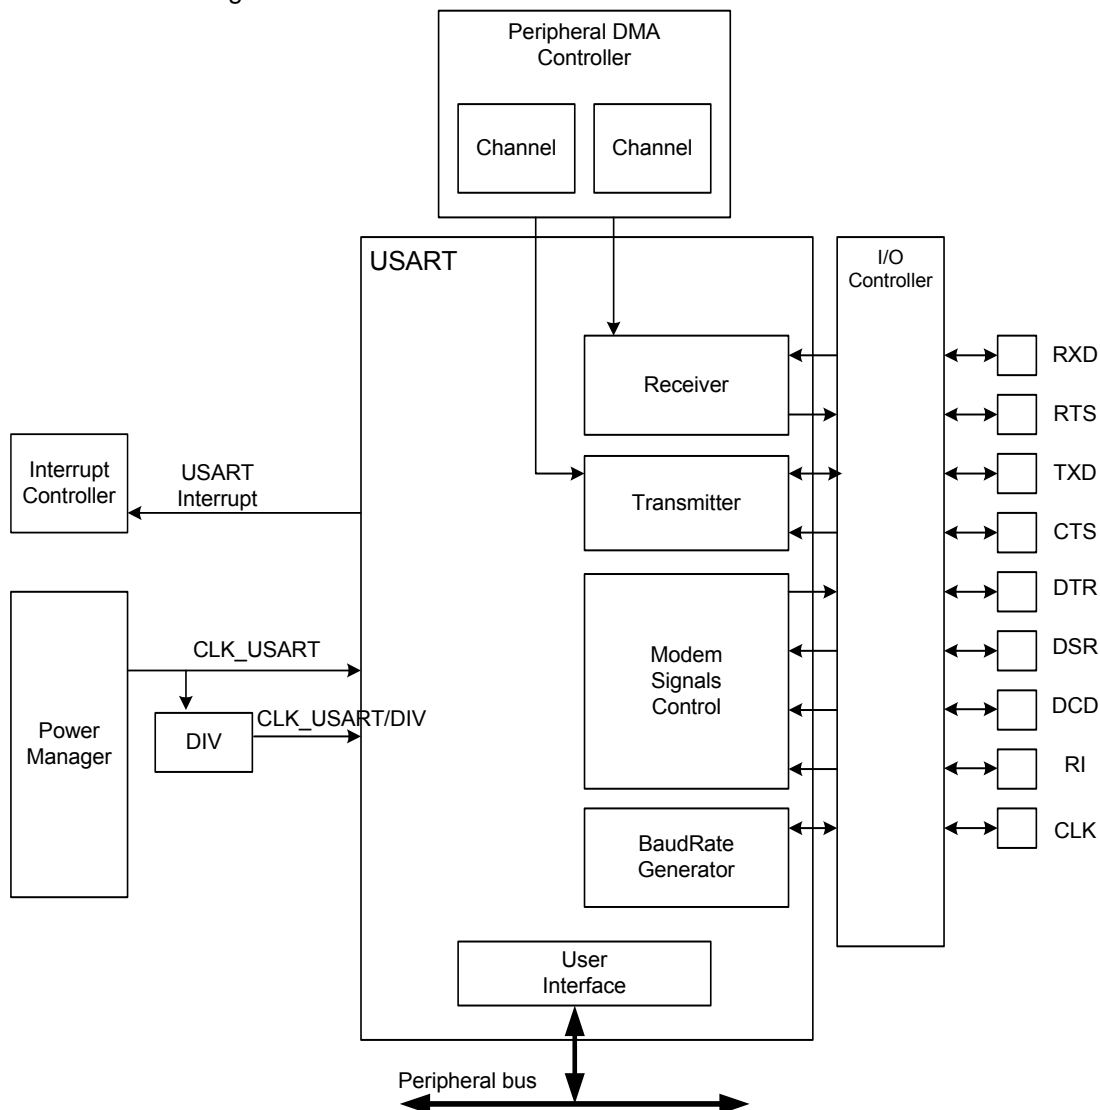 Peripheral DMA
Controller
Channel
Channel
USART
I/O
Controller
Receiver
RXD
RTS
Interrupt
Controller
USART
Interrupt
Transmitter
TXD
CTS
DTR
CLK_USART
Modem
Signals
Control
DSR
CLK_USART/DIV
DCD
Power
Manager
DIV
RI
BaudRate
Generator
CLK
User
Interface
Peripheral bus